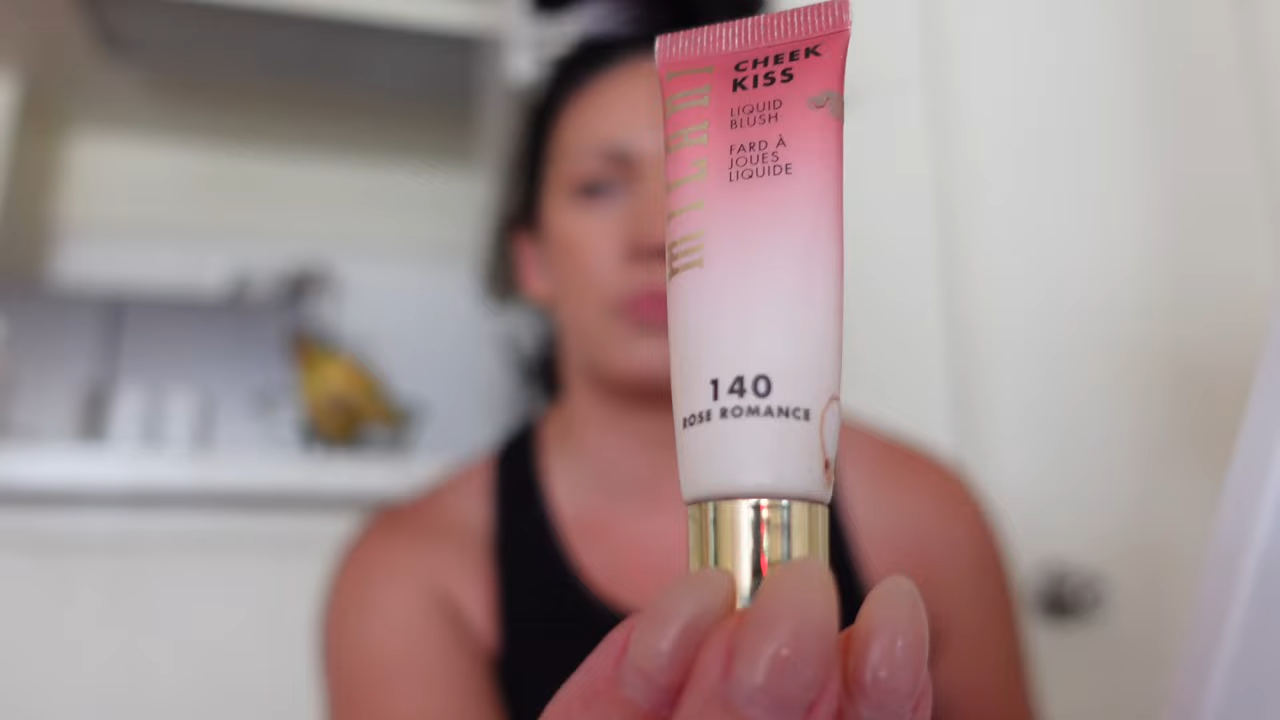 MILANI
CHEEK
KISS
LIQUID
BLUSH
FARD À
JOUES
LIQUIDE
140
ROSE ROMANCE